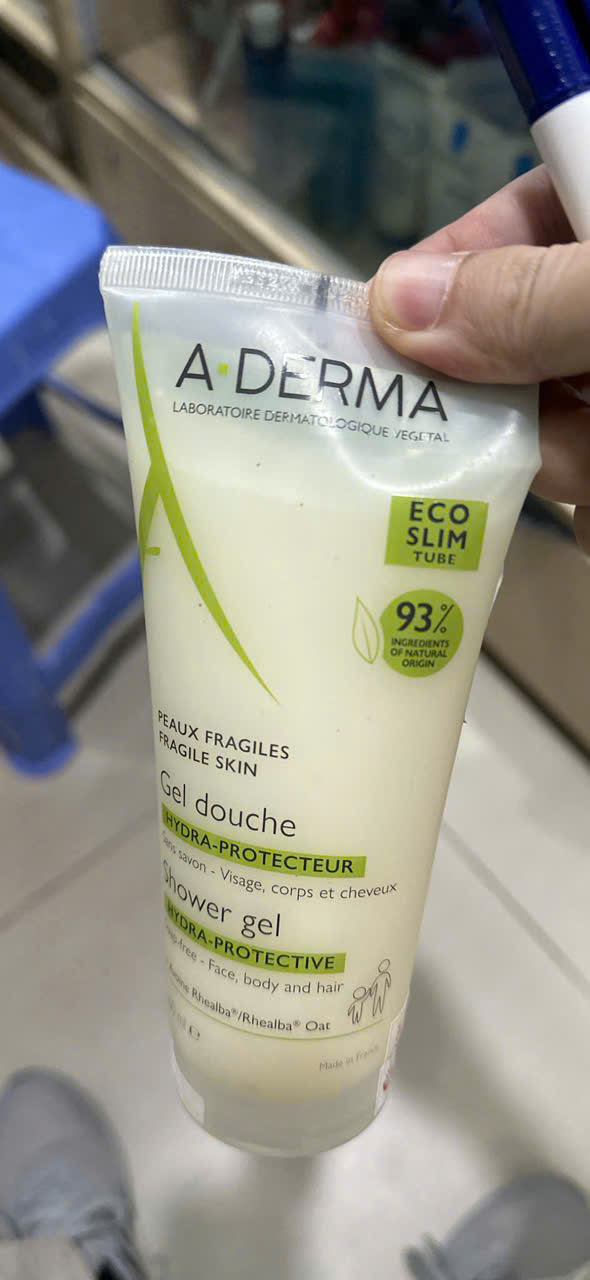 A·DERMA
LABORATOIRE DERMATOLOGIQUE VEGETAL
ECO
SLIM
TUBE
93%
INGREDIENTS
OF NATURAL
ORIGIN
PEAUX FRAGILES
FRAGILE SKIN
Gel douche
HYDRA-PROTECTEUR
Sans savon - Visage, corps et cheveux
Shower gel
HYDRA-PROTECTIVE
- Face, body and hair
Rhealba®/Rhealba® Oat
ml ℮
Made in France